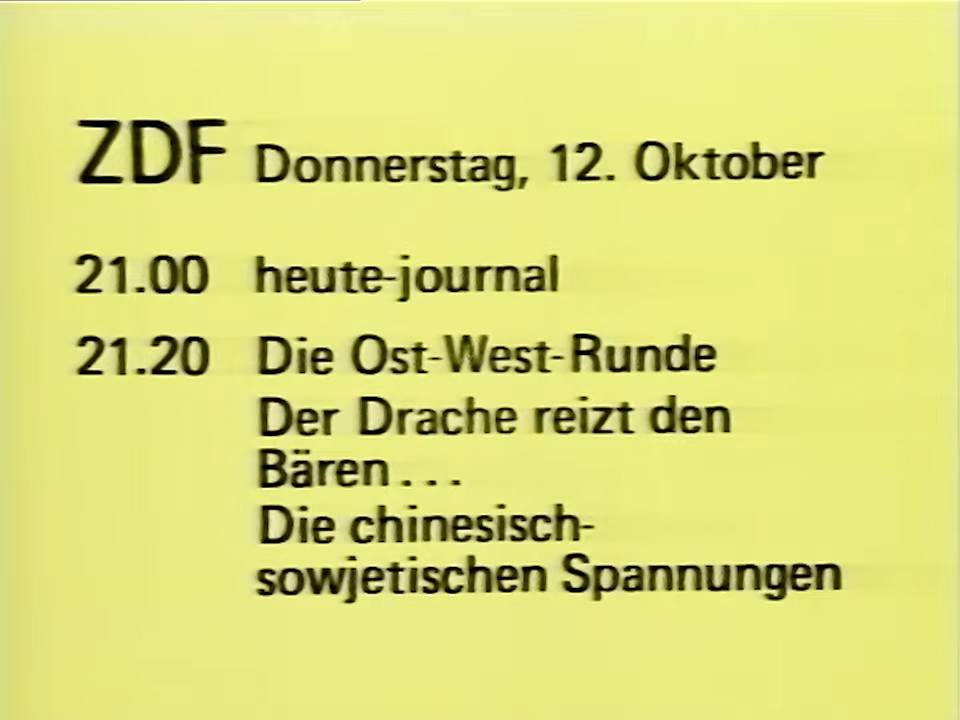 ZDF Donnerstag, 12. Oktober
21.00 heute-journal
21.20 Die Ost-West-Runde
Der Drache reizt den
Bären...
Die chinesisch-
sowjetischen Spannungen